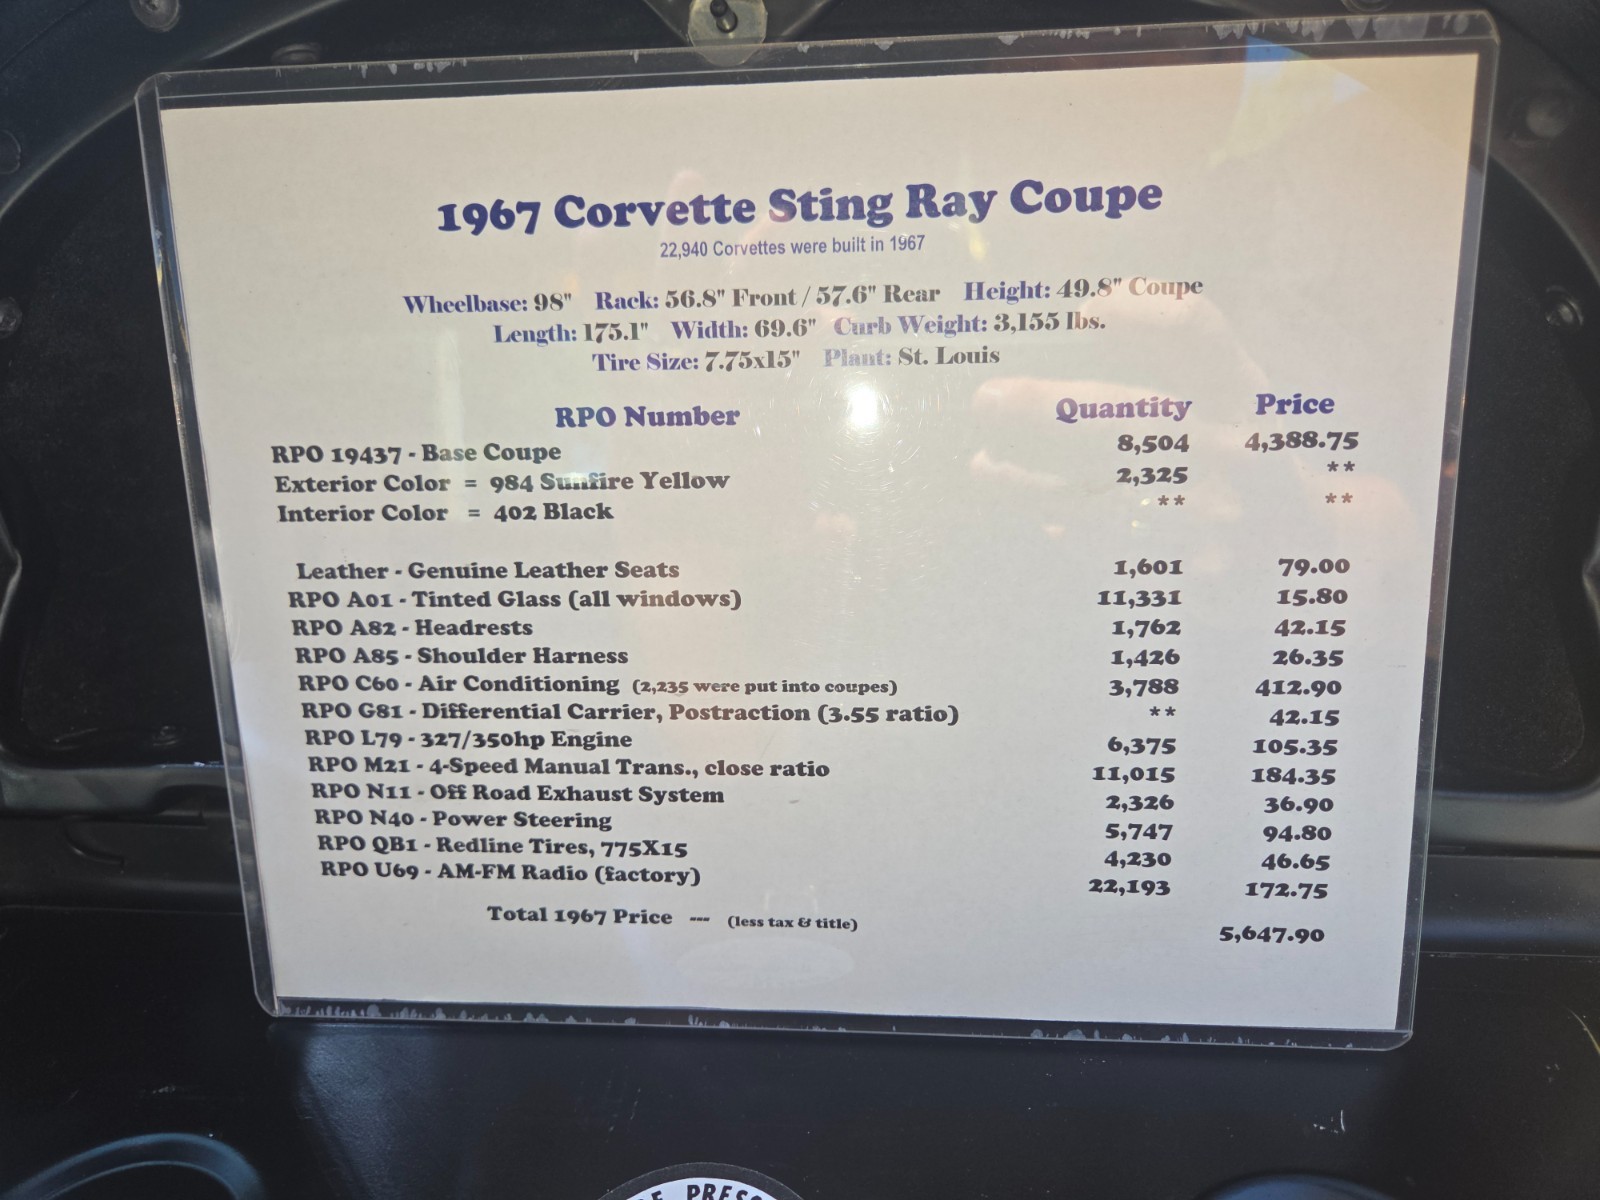 1967 Corvette Sting Ray Coupe
22,940 Corvettes were built in 1967
Wheelbase: 98" Rack: 56.8" Front / 57.6" Rear Height: 49.8" Coupe
Length: 175.1" Width: 69.6" Curb Weight: 3,155 lbs.
Tire Size: 7.75x15" Plant: St. Louis
RPO Number Quantity Price
RPO 19437 - Base Coupe 8,504 4,388.75
Exterior Color = 984 Sunfire Yellow 2,325 **
Interior Color = 402 Black ** **
Leather - Genuine Leather Seats 1,601 79.00
RPO A01 - Tinted Glass (all windows) 11,331 15.80
RPO A82 - Headrests 1,762 42.15
RPO A85 - Shoulder Harness 1,426 26.35
RPO C60 - Air Conditioning (2,235 were put into coupes) 3,788 412.90
RPO G81 - Differential Carrier, Postraction (3.55 ratio) ** 42.15
RPO L79 - 327/350hp Engine 6,375 105.35
RPO M21 - 4-Speed Manual Trans., close ratio 11,015 184.35
RPO N11 - Off Road Exhaust System 2,326 36.90
RPO N40 - Power Steering 5,747 94.80
RPO QB1 - Redline Tires, 775X15 4,230 46.65
RPO U69 - AM-FM Radio (factory) 22,193 172.75
Total 1967 Price --- (less tax & title) 5,647.90